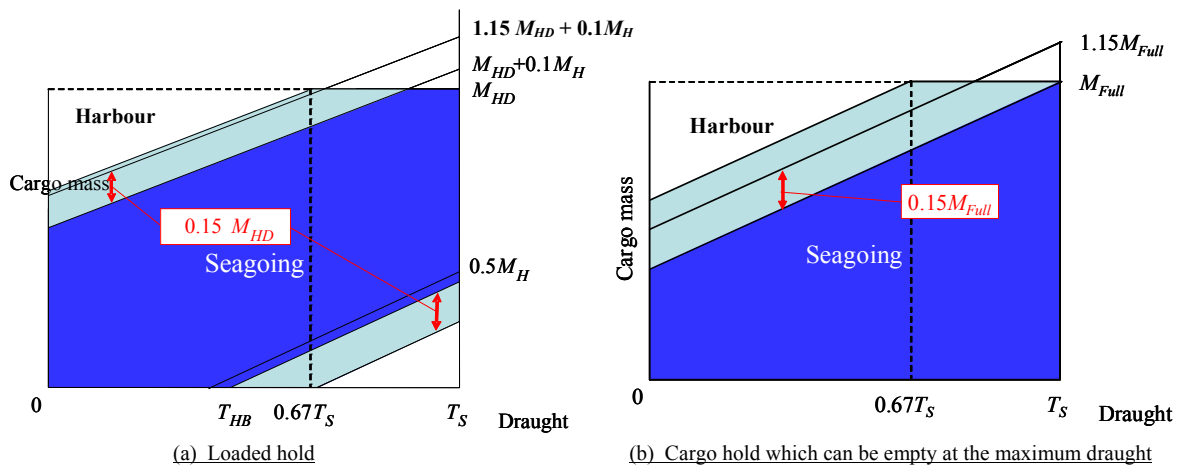 1.15 M_HD + 0.1M_H
M_HD+0.1M_H
M_HD
Harbour
Cargo mass
0.15 M_HD
Seagoing
0.5M_H
0
T_HB
0.67T_S
T_S
Draught
(a) Loaded hold
1.15M_Full
M_Full
Harbour
Cargo mass
0.15M_Full
Seagoing
0
0.67T_S
T_S
Draught
(b) Cargo hold which can be empty at the maximum draught